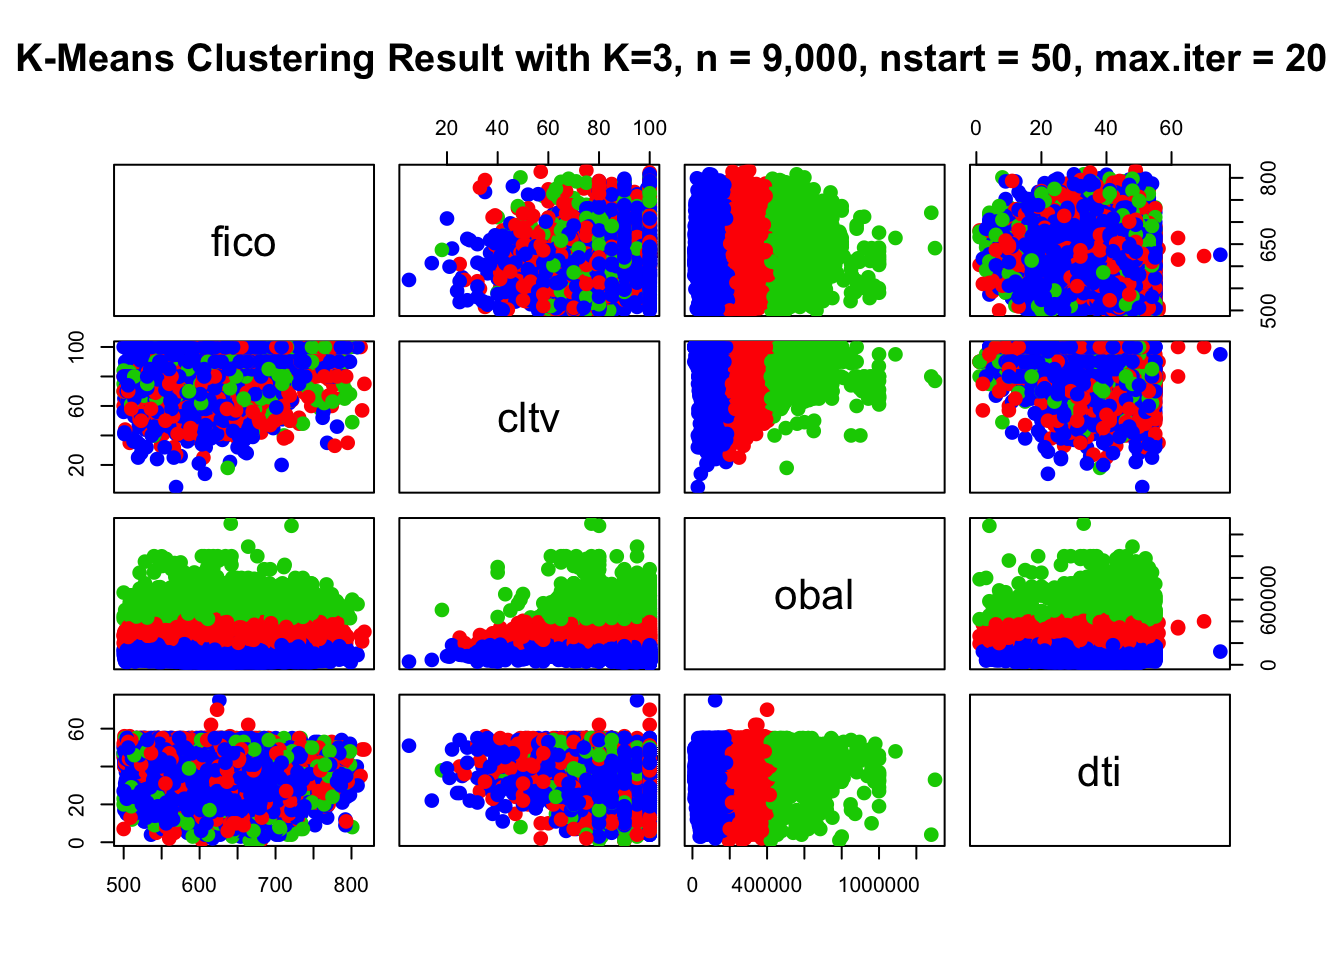 K-Means Clustering Result with K=3, n = 9,000, nstart = 50, max.iter = 20
20 40 60 80 100
0 20 40 60
fico
500 650 800
20 60 100
cltv
obal
0 600000
0 20 60
dti
500 600 700 800
0 400000 1000000